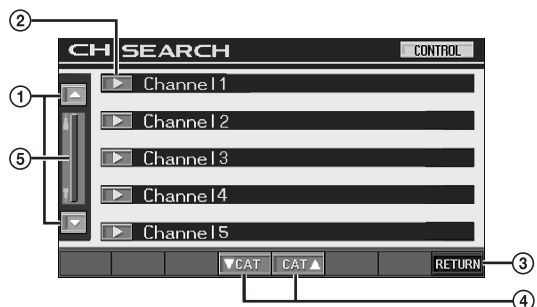 ②
CH SEARCH CONTROL
① Channel1
Channel2
⑤ Channel3
Channel4
Channel5
▼CAT CAT▲ RETURN ③
④